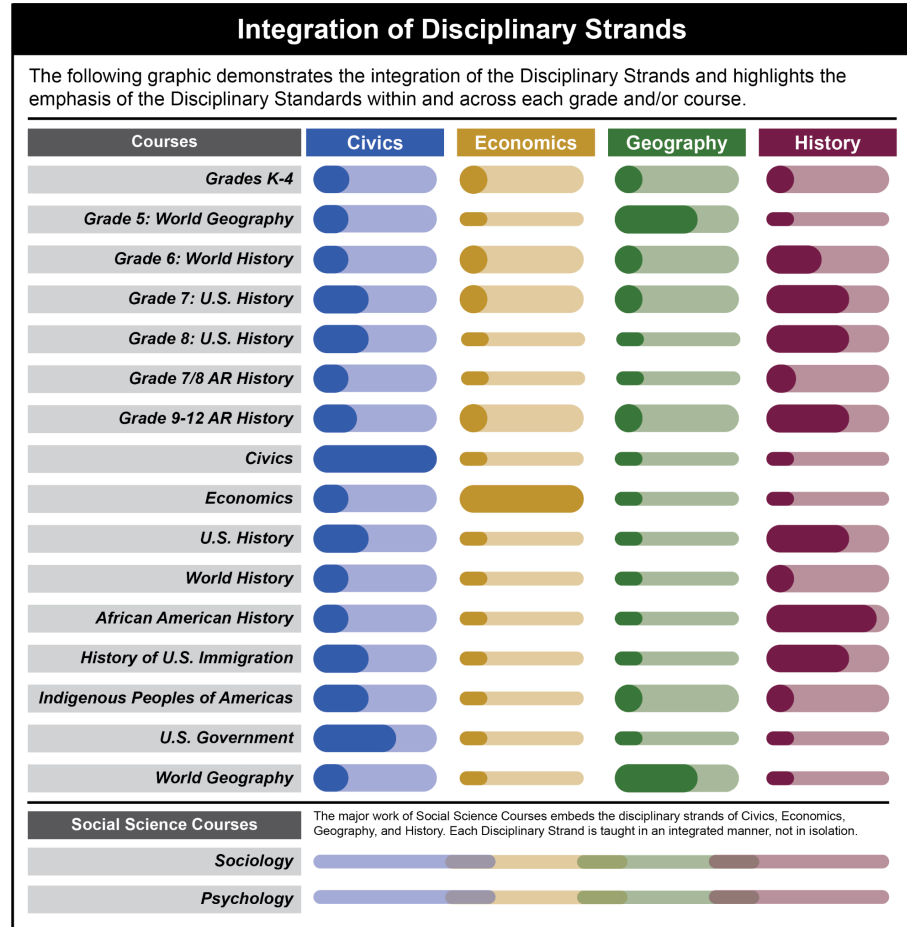 Integration of Disciplinary Strands
The following graphic demonstrates the integration of the Disciplinary Strands and highlights the
emphasis of the Disciplinary Standards within and across each grade and/or course.
Courses Civics Economics Geography History
Grades K-4
Grade 5: World Geography
Grade 6: World History
Grade 7: U.S. History
Grade 8: U.S. History
Grade 7/8 AR History
Grade 9-12 AR History
Civics
Economics
U.S. History
World History
African American History
History of U.S. Immigration
Indigenous Peoples of Americas
U.S. Government
World Geography
Social Science Courses
The major work of Social Science Courses embeds the disciplinary strands of Civics, Economics,
Geography, and History. Each Disciplinary Strand is taught in an integrated manner, not in isolation.
Sociology
Psychology